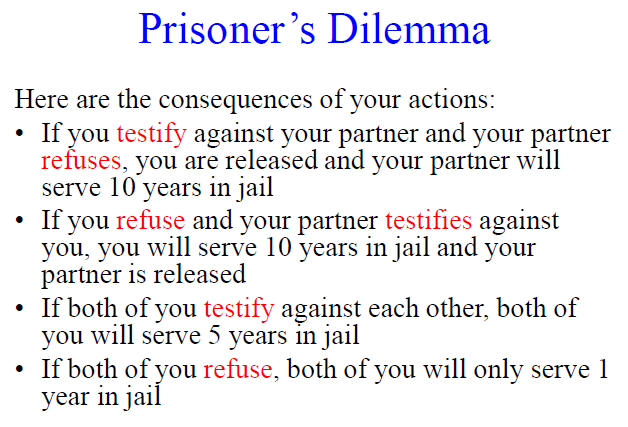 Prisoner’s Dilemma
Here are the consequences of your actions:
• If you testify against your partner and your partner
refuses, you are released and your partner will
serve 10 years in jail
• If you refuse and your partner testifies against
you, you will serve 10 years in jail and your
partner is released
• If both of you testify against each other, both of
you will serve 5 years in jail
• If both of you refuse, both of you will only serve 1
year in jail